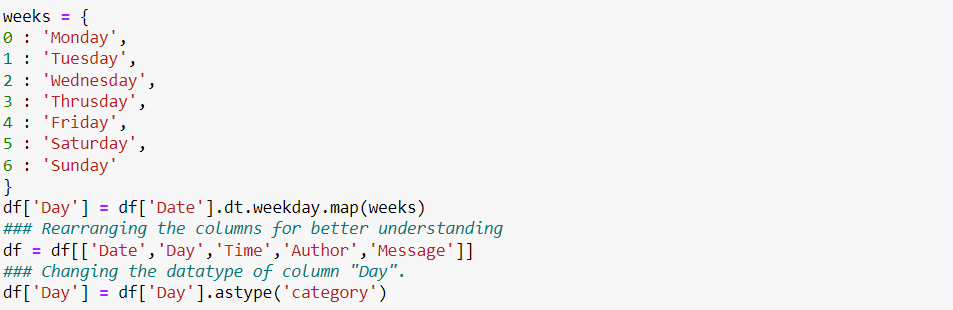 weeks = {
0 : 'Monday',
1 : 'Tuesday',
2 : 'Wednesday',
3 : 'Thrusday',
4 : 'Friday',
5 : 'Saturday',
6 : 'Sunday'
}
df['Day'] = df['Date'].dt.weekday.map(weeks)
### Rearranging the columns for better understanding
df = df[['Date','Day','Time','Author','Message']]
### Changing the datatype of column "Day".
df['Day'] = df['Day'].astype('category')